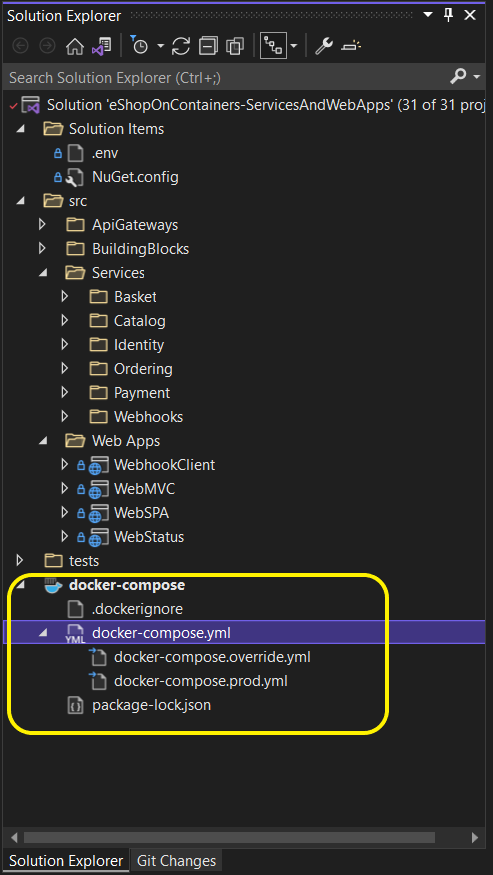 Solution Explorer
Search Solution Explorer (Ctrl+;)
Solution 'eShopOnContainers-ServicesAndWebApps' (31 of 31 proj
Solution Items
.env
NuGet.config
src
ApiGateways
BuildingBlocks
Services
Basket
Catalog
Identity
Ordering
Payment
Webhooks
Web Apps
WebhookClient
WebMVC
WebSPA
WebStatus
tests
docker-compose
.dockerignore
YML docker-compose.yml
docker-compose.override.yml
docker-compose.prod.yml
package-lock.json
Solution Explorer Git Changes